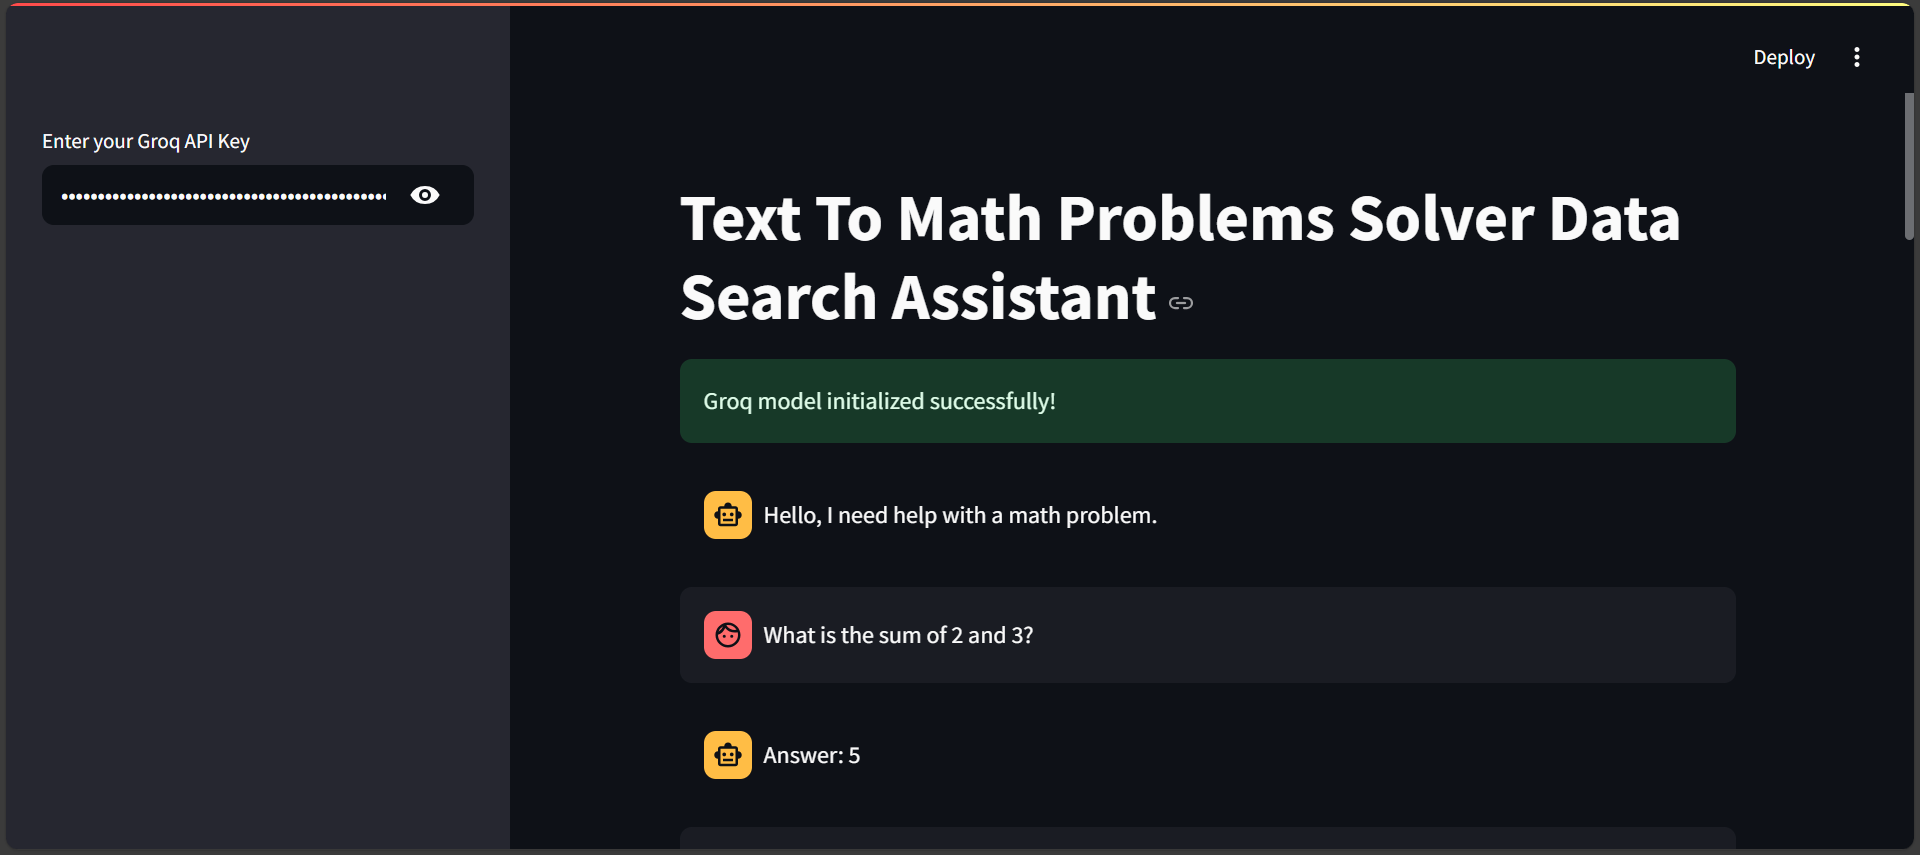 Deploy
Enter your Groq API Key
Text To Math Problems Solver Data
Search Assistant
Groq model initialized successfully!
Hello, I need help with a math problem.
What is the sum of 2 and 3?
Answer: 5